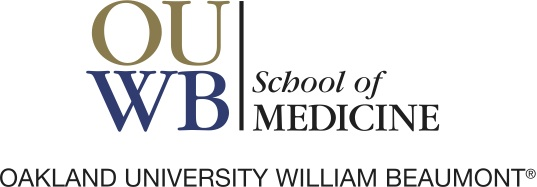 OU
WB
School of
MEDICINE
OAKLAND UNIVERSITY WILLIAM BEAUMONT®